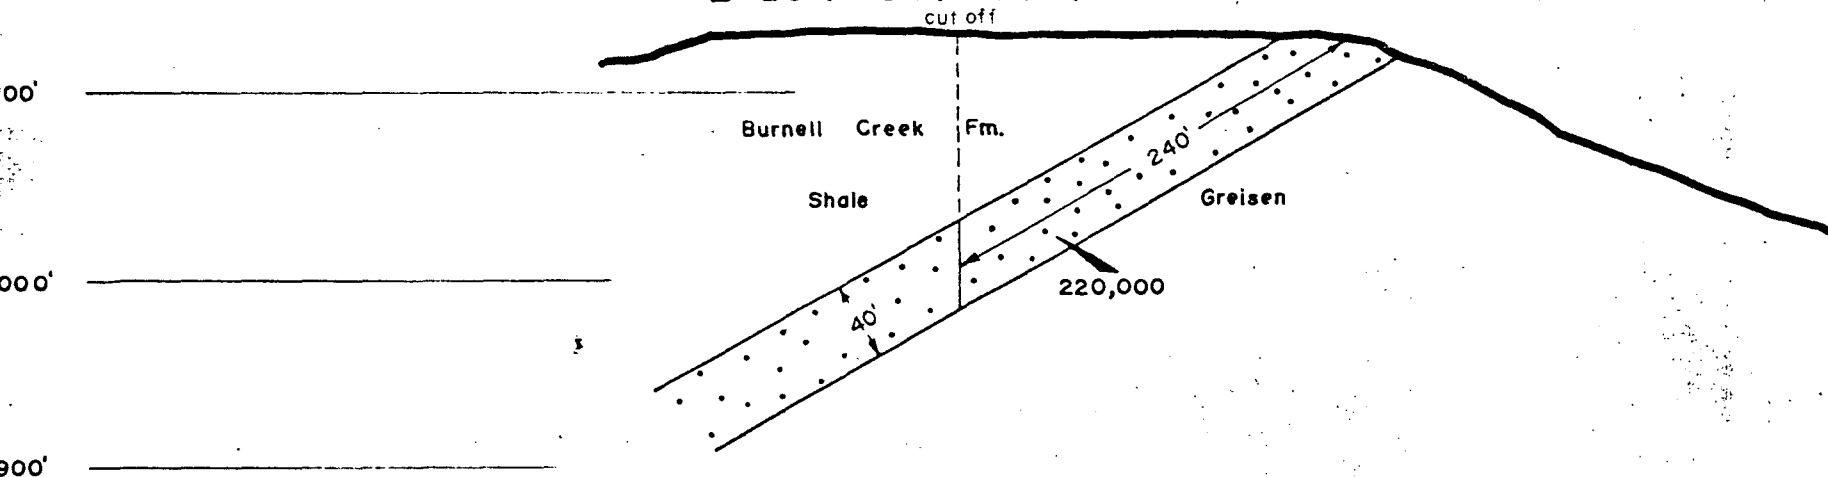 cut off
00'
Burnell Creek Fm.
240'
Shale
Greisen
000'
220,000
40'
900'